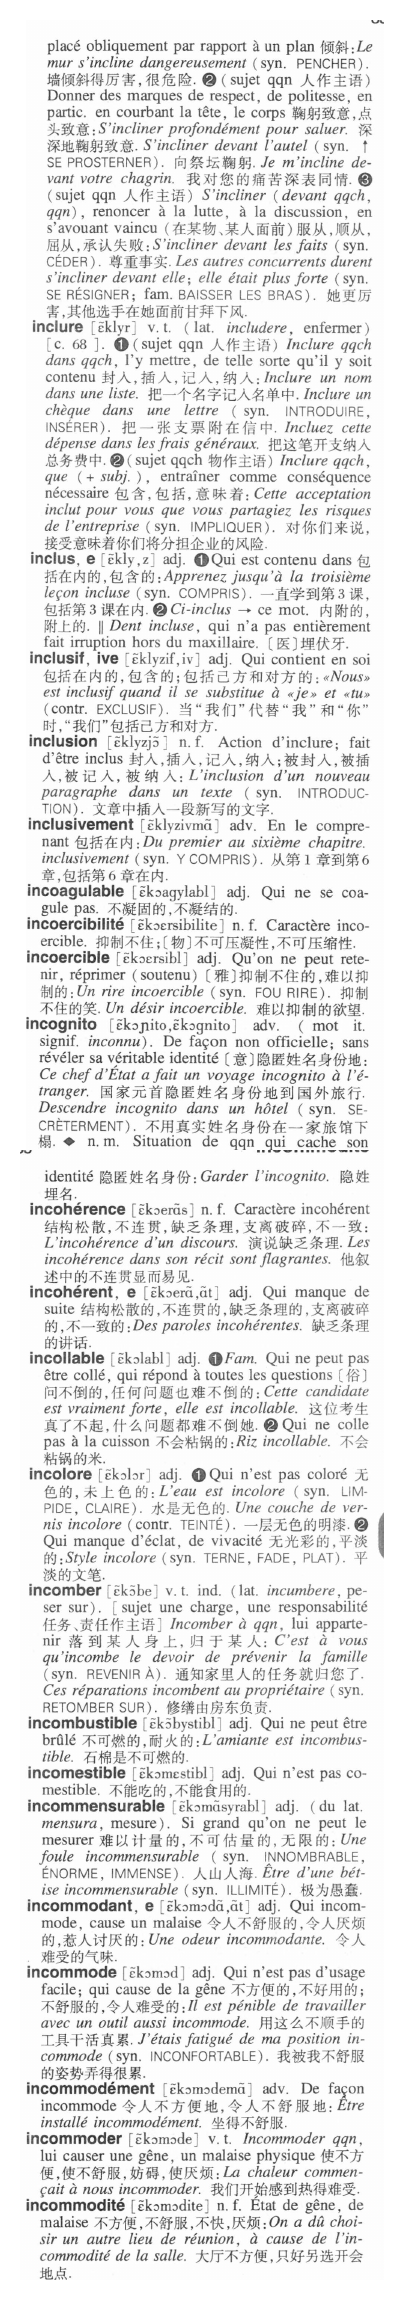 placé obliquement par rapport à un plan 倾斜:Le
mur s'incline dangereusement (syn. PENCHER).
墙倾斜得厉害,很危险. ❷ (sujet qqn 人作主语)
Donner des marques de respect, de politesse, en
partic. en courbant la tête, le corps 鞠躬致意,点
头致意:S'incliner profondément pour saluer. 深
深地鞠躬致意. S'incliner devant l'autel (syn. ↑
SE PROSTERNER). 向祭坛鞠躬. Je m'incline de-
vant votre chagrin. 我对您的痛苦深表同情. ❸
(sujet qqn 人作主语) S'incliner (devant qqch,
qqn), renoncer à la lutte, à la discussion, en
s'avouant vaincu (在某物、某人面前)服从,顺从,
屈从,承认失败:S'incliner devant les faits (syn.
CÉDER). 尊重事实. Les autres concurrents durent
s'incliner devant elle; elle était plus forte (syn.
SE RÉSIGNER; fam. BAISSER LES BRAS). 她更厉
害,其他选手在她面前甘拜下风.
inclure [ɛ̃klyr] v. t. (lat. includere, enfermer)
[c. 68 ]. ❶(sujet qqn 人作主语) Inclure qqch
dans qqch, l'y mettre, de telle sorte qu'il y soit
contenu 封入,插入,记入,纳入: Inclure un nom
dans une liste. 把一个名字记入名单中. Inclure un
chèque dans une lettre ( syn. INTRODUIRE,
INSÉRER). 把一张支票附在信中. Incluez cette
dépense dans les frais généraux. 把这笔开支纳入
总务费中. ❷(sujet qqch 物作主语) Inclure qqch,
que (+ subj. ), entraîner comme conséquence
nécessaire 包含,包括,意味着: Cette acceptation
inclut pour vous que vous partagiez les risques
de l'entreprise (syn. IMPLIQUER). 对你们来说,
接受意味着你们将分担企业的风险.
inclus, e [ɛ̃kly,z] adj. ❶Qui est contenu dans 包
括在内的,包含的: Apprenez jusqu'à la troisième
leçon incluse (syn. COMPRIS). 一直学到第3课,
包括第3课在内. ❷ Ci-inclus → ce mot. 内附的,
附上的. ‖ Dent incluse, qui n'a pas entièrement
fait irruption hors du maxillaire. 〔医〕埋伏牙.
inclusif, ive [ɛ̃klyzif,iv] adj. Qui contient en soi
包括在内的,包含的;包括己方和对方的: «Nous»
est inclusif quand il se substitue à «je» et «tu»
(contr. EXCLUSIF). 当“我们”代替“我”和“你”
时,“我们”包括己方和对方.
inclusion [ɛ̃klyzjɔ̃] n. f. Action d'inclure; fait
d'être inclus 封入,插入,记入,纳入;被封入,被插
入,被记入,被纳入: L'inclusion d'un nouveau
paragraphe dans un texte ( syn. INTRODUC-
TION). 文章中插入一段新写的文字.
inclusivement [ɛ̃klyzivmɑ̃] adv. En le compre-
nant 包括在内: Du premier au sixième chapitre.
inclusivement (syn. Y COMPRIS). 从第1章到第6
章,包括第6章在内.
incoagulable [ɛ̃kɔagylabl] adj. Qui ne se coa-
gule pas. 不凝固的,不凝结的.
incoercibilité [ɛ̃kɔɛrsibilite] n. f. Caractère inco-
ercible. 抑制不住;〔物〕不可压凝性,不可压缩性.
incoercible [ɛ̃kɔɛrsibl] adj. Qu'on ne peut rete-
nir, réprimer (soutenu) 〔雅〕抑制不住的,难以抑
制的: Un rire incoercible (syn. FOU RIRE). 抑制
不住的笑. Un désir incoercible. 难以抑制的欲望.
incognito [ɛ̃kɔɲito,ɛ̃kɔgnito] adv. ( mot it.
signif. inconnu). De façon non officielle; sans
révéler sa véritable identité 〔意〕隐匿姓名身份地:
Ce chef d'État a fait un voyage incognito à l'é-
tranger. 国家元首隐匿姓名身份地到国外旅行.
Descendre incognito dans un hôtel ( syn. SE-
CRÈTERMENT). 不用真实姓名身份在一家旅馆下
榻. ◆ n. m. Situation de qqn qui cache son
identité 隐匿姓名身份: Garder l'incognito. 隐姓
埋名.
incohérence [ɛ̃kɔerɑ̃s] n. f. Caractère incohérent
结构松散,不连贯,缺乏条理,支离破碎,不一致:
L'incohérence d'un discours. 演说缺乏条理. Les
incohérence dans son récit sont flagrantes. 他叙
述中的不连贯显而易见.
incohérent, e [ɛ̃kɔerɑ̃,ɑ̃t] adj. Qui manque de
suite 结构松散的,不连贯的,缺乏条理的,支离破碎
的,不一致的: Des paroles incohérentes. 缺乏条理
的讲话.
incollable [ɛ̃kɔlabl] adj. ❶Fam. Qui ne peut pas
être collé, qui répond à toutes les questions 〔俗〕
问不倒的,任何问题也难不倒的: Cette candidate
est vraiment forte, elle est incollable. 这位考生
真了不起,什么问题都难不倒她. ❷ Qui ne colle
pas à la cuisson 不会粘锅的:Riz incollable. 不会
粘锅的米.
incolore [ɛ̃kɔlɔr] adj. ❶Qui n'est pas coloré 无
色的,未上色的: L'eau est incolore ( syn. LIM-
PIDE, CLAIRE). 水是无色的. Une couche de ver-
nis incolore (contr. TEINTÉ). 一层无色的明漆. ❷
Qui manque d'éclat, de vivacité 无光彩的,平淡
的:Style incolore (syn. TERNE, FADE, PLAT). 平
淡的文笔.
incomber [ɛ̃kɔ̃be] v. t. ind. (lat. incumbere, pe-
ser sur). [ sujet une charge, une responsabilité
任务、责任作主语] Incomber à qqn, lui apparte-
nir 落到某人身上,归于某人: C'est à vous
qu'incombe le devoir de prévenir la famille
(syn. REVENIR À). 通知家里人的任务就归您了.
Ces réparations incombent au propriétaire (syn.
RETOMBER SUR). 修缮由房东负责.
incombustible [ɛ̃kɔ̃bystibl] adj. Qui ne peut être
brûlé 不可燃的,耐火的: L'amiante est incombus-
tible. 石棉是不可燃的.
incomestible [ɛ̃kɔmɛstibl] adj. Qui n'est pas co-
mestible. 不能吃的,不能食用的.
incommensurable [ɛ̃kɔmɑ̃syrabl] adj. (du lat.
mensura, mesure). Si grand qu'on ne peut le
mesurer 难以计量的,不可估量的,无限的: Une
foule incommensurable ( syn. INNOMBRABLE,
ÉNORME, IMMENSE). 人山人海. Être d'une bêt-
ise incommensurable (syn. ILLIMITÉ). 极为愚蠢.
incommodant, e [ɛ̃kɔmɔdɑ̃,ɑ̃t] adj. Qui incom-
mode, cause un malaise 令人不舒服的,令人厌烦
的,惹人讨厌的: Une odeur incommodante. 令人
难受的气味.
incommode [ɛ̃kɔmɔd] adj. Qui n'est pas d'usage
facile; qui cause de la gêne 不方便的,不好用的;
不舒服的,令人难受的:Il est pénible de travailler
avec un outil aussi incommode. 用这么不顺手的
工具干活真累. J'étais fatigué de ma position in-
commode (syn. INCONFORTABLE). 我被我不舒服
的姿势弄得很累.
incommodément [ɛ̃kɔmɔdemɑ̃] adv. De façon
incommode 令人不方便地,令人不舒服地: Être
installé incommodément. 坐得不舒服.
incommoder [ɛ̃kɔmɔde] v. t. Incommoder qqn,
lui causer une gêne, un malaise physique 使不方
便,使不舒服,妨碍,使厌烦: La chaleur commen-
çait à nous incommoder. 我们开始感到热得难受.
incommodité [ɛ̃kɔmɔdite] n. f. État de gêne, de
malaise 不方便,不舒服,不快,厌烦: On a dû choi-
sir un autre lieu de réunion, à cause de l'in-
commodité de la salle. 大厅不方便,只好另选开会
地点.